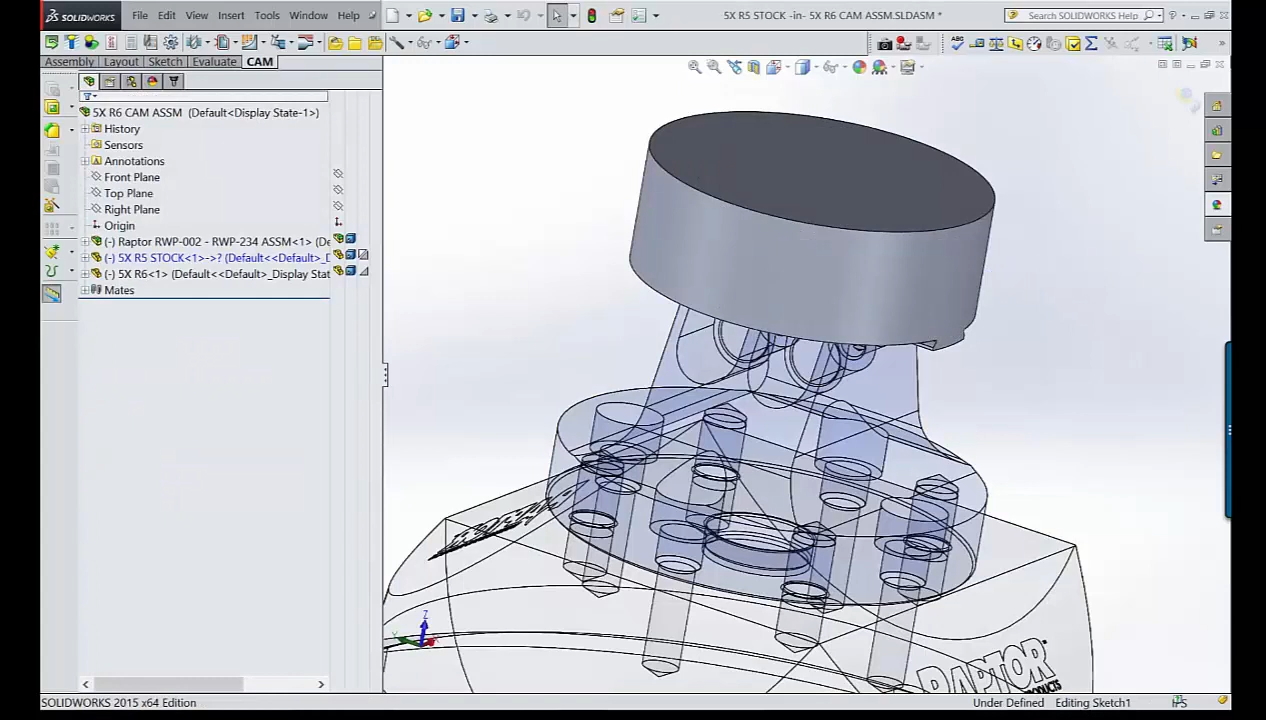 SOLIDWORKS File Edit View Insert Tools Window Help 5X R5 STOCK -in- 5X R6 CAM ASSM.SLDASM * Search SOLIDWORKS Help
Assembly Layout Sketch Evaluate CAM
5X R6 CAM ASSM (Default<Display State-1>)
History
Sensors
Annotations
Front Plane
Top Plane
Right Plane
Origin
(-) Raptor RWP-002 - RWP-234 ASSM<1> (De
(-) 5X R5 STOCK<1>->? (Default<<Default>_D
(-) 5X R6<1> (Default<<Default>_Display Stat
Mates
Z
RAPTOR
SOLIDWORKS 2015 x64 Edition Under Defined Editing Sketch1 IPS